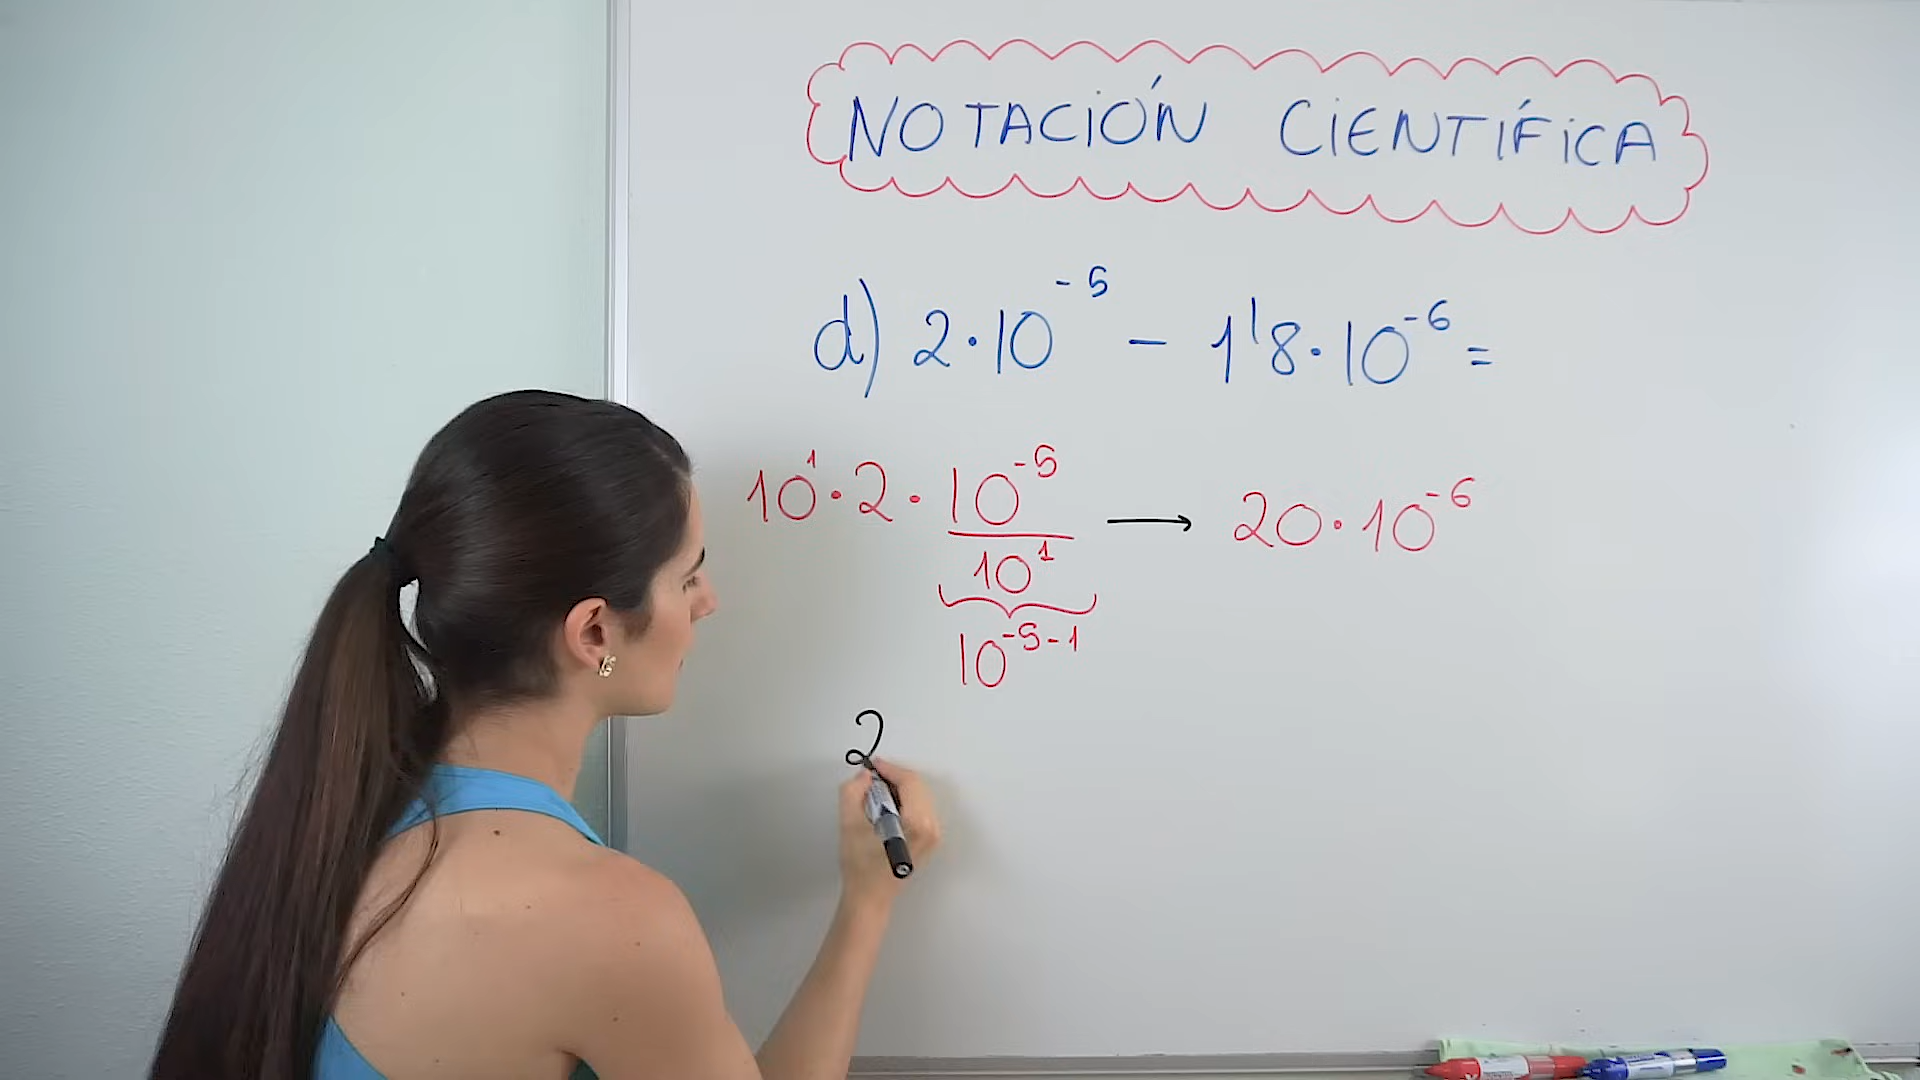 NOTACIÓN CIENTÍFICA
d) 2·10⁻⁵ - 1'8·10⁻⁶ =
10¹·2·10⁻⁵/10¹ → 20·10⁻⁶
10⁻⁵⁻¹
2